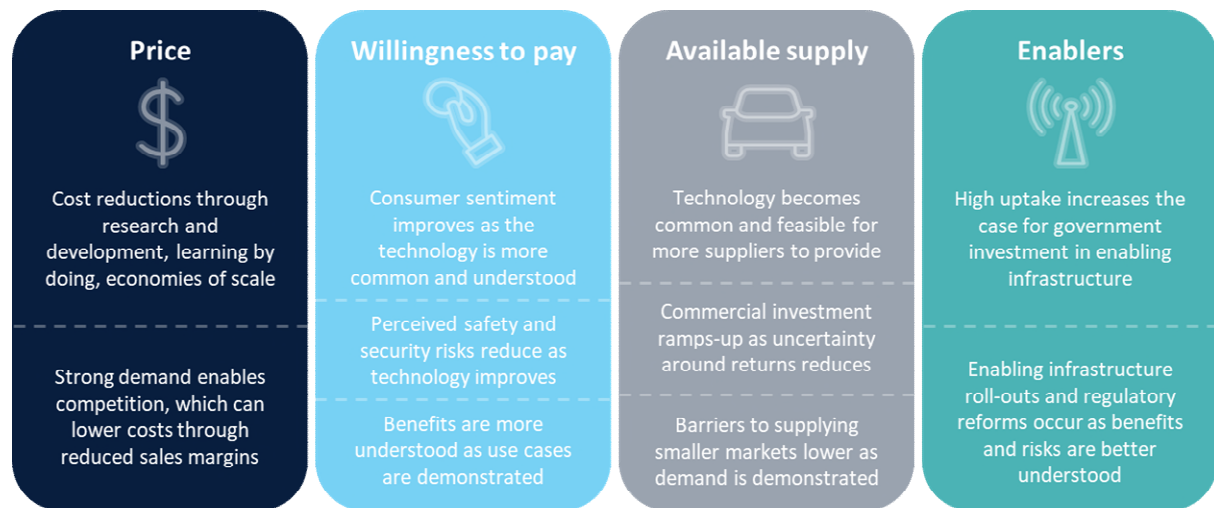 Price
$
Cost reductions through
research and
development, learning by
doing, economies of scale
Strong demand enables
competition, which can
lower costs through
reduced sales margins
Willingness to pay
Consumer sentiment
improves as the
technology is more
common and understood
Perceived safety and
security risks reduce as
technology improves
Benefits are more
understood as use cases
are demonstrated
Available supply
Technology becomes
common and feasible for
more suppliers to provide
Commercial investment
ramps-up as uncertainty
around returns reduces
Barriers to supplying
smaller markets lower as
demand is demonstrated
Enablers
High uptake increases the
case for government
investment in enabling
infrastructure
Enabling infrastructure
roll-outs and regulatory
reforms occur as benefits
and risks are better
understood